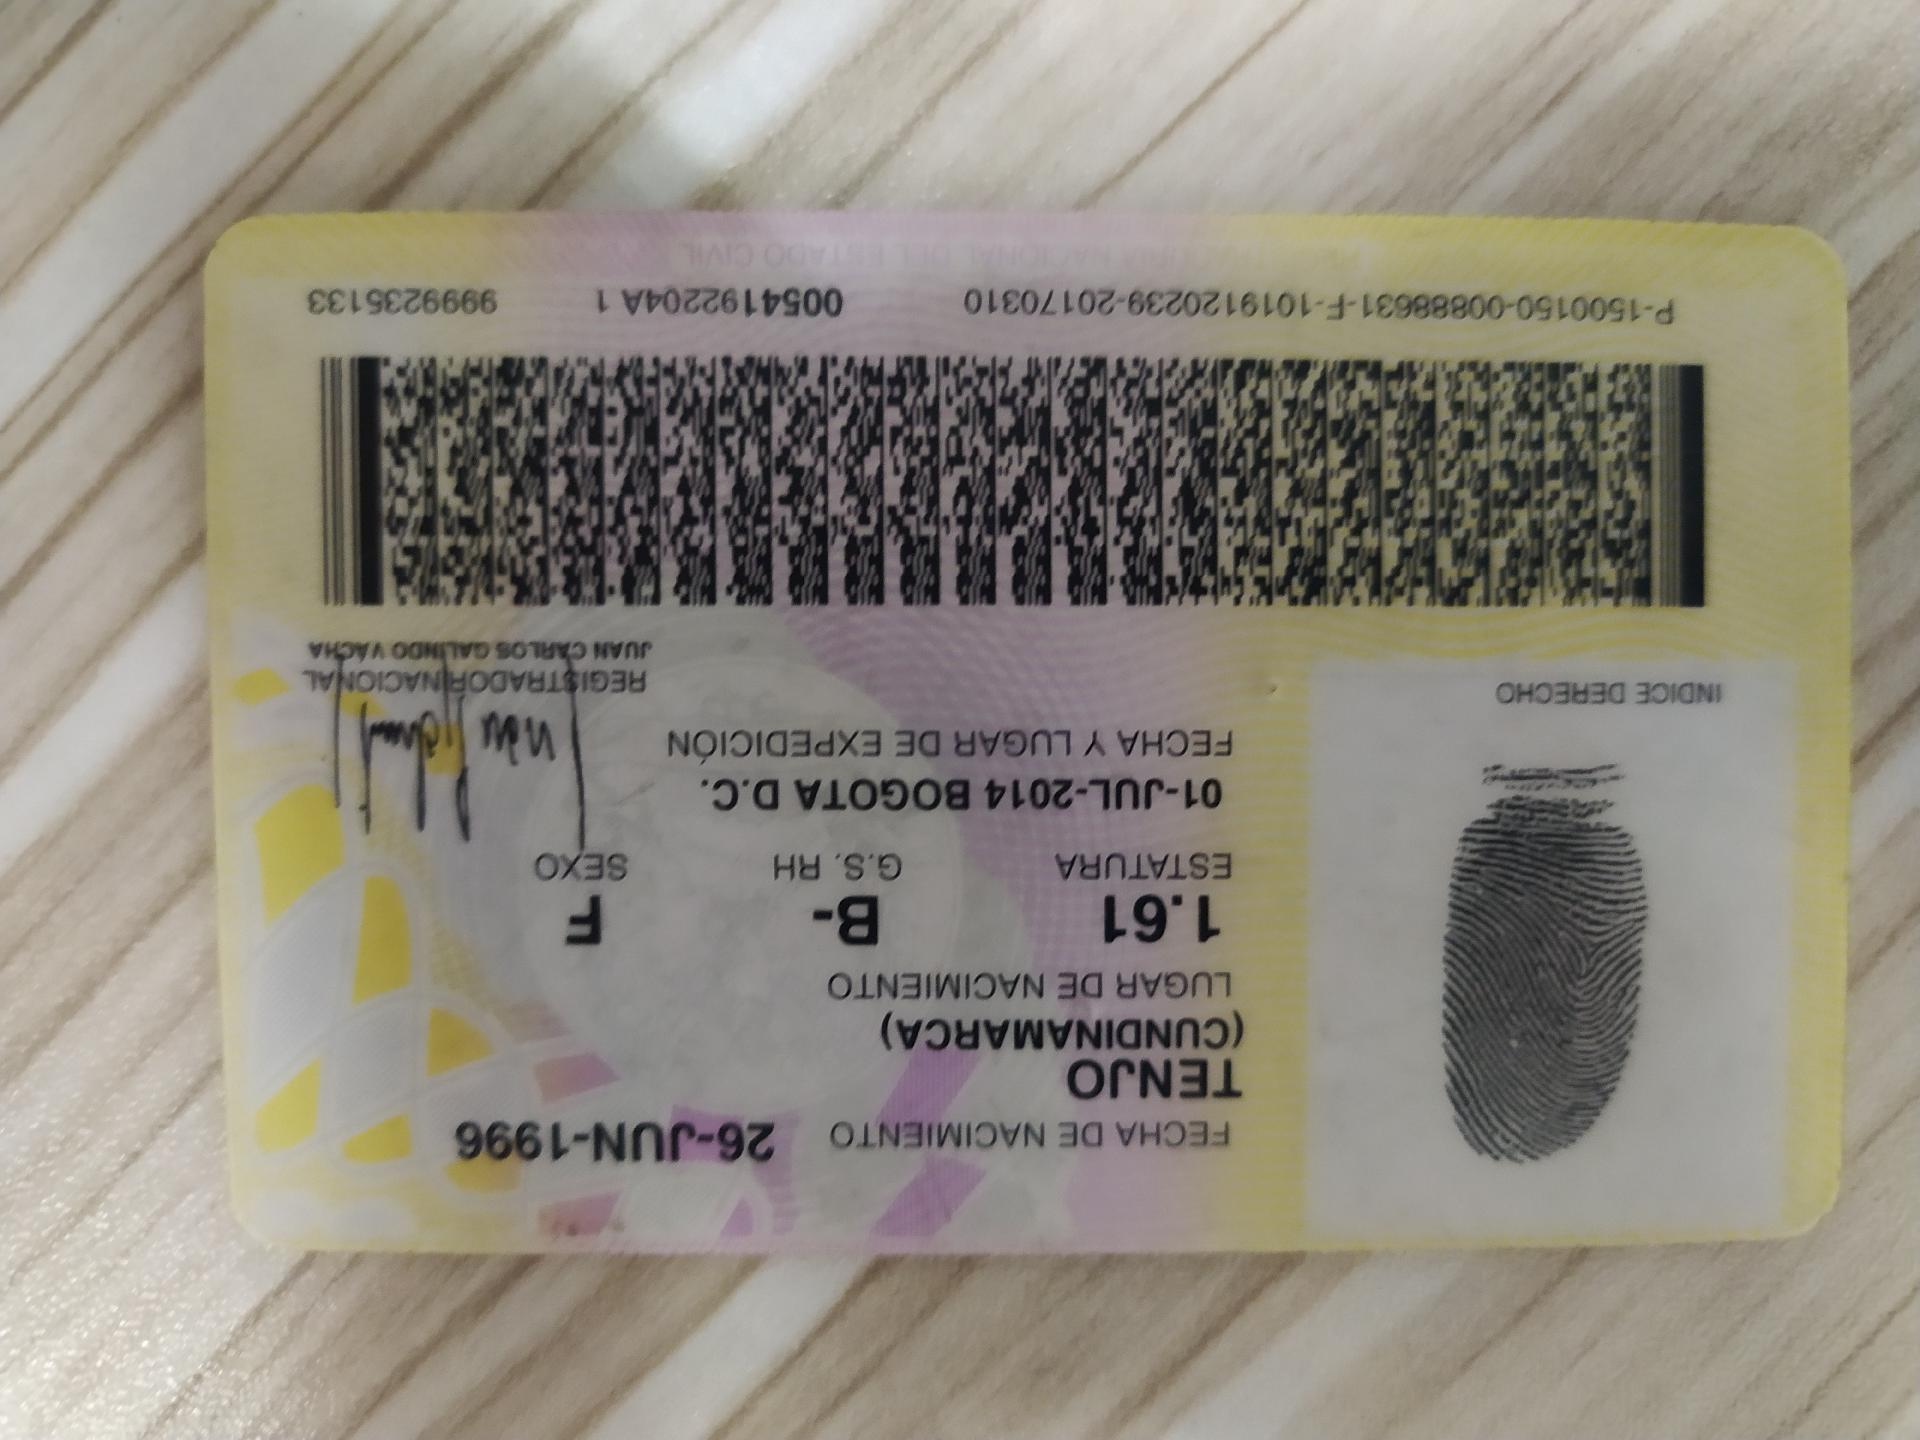 FECHA DE NACIMIENTO 26-JUN-1996
TENJO
(CUNDINAMARCA)
LUGAR DE NACIMIENTO
1.61 B- F
ESTATURA G.S. RH SEXO
01-JUL-2014 BOGOTA D.C.
FECHA Y LUGAR DE EXPEDICIÓN
INDICE DERECHO
REGISTRADOR NACIONAL
JUAN CARLOS GALINDO VACHA
P-1500150-00888631-F-1019120239-20170310 0054192204A 1 9999235133
REGISTRADURIA NACIONAL DEL ESTADO CIVIL